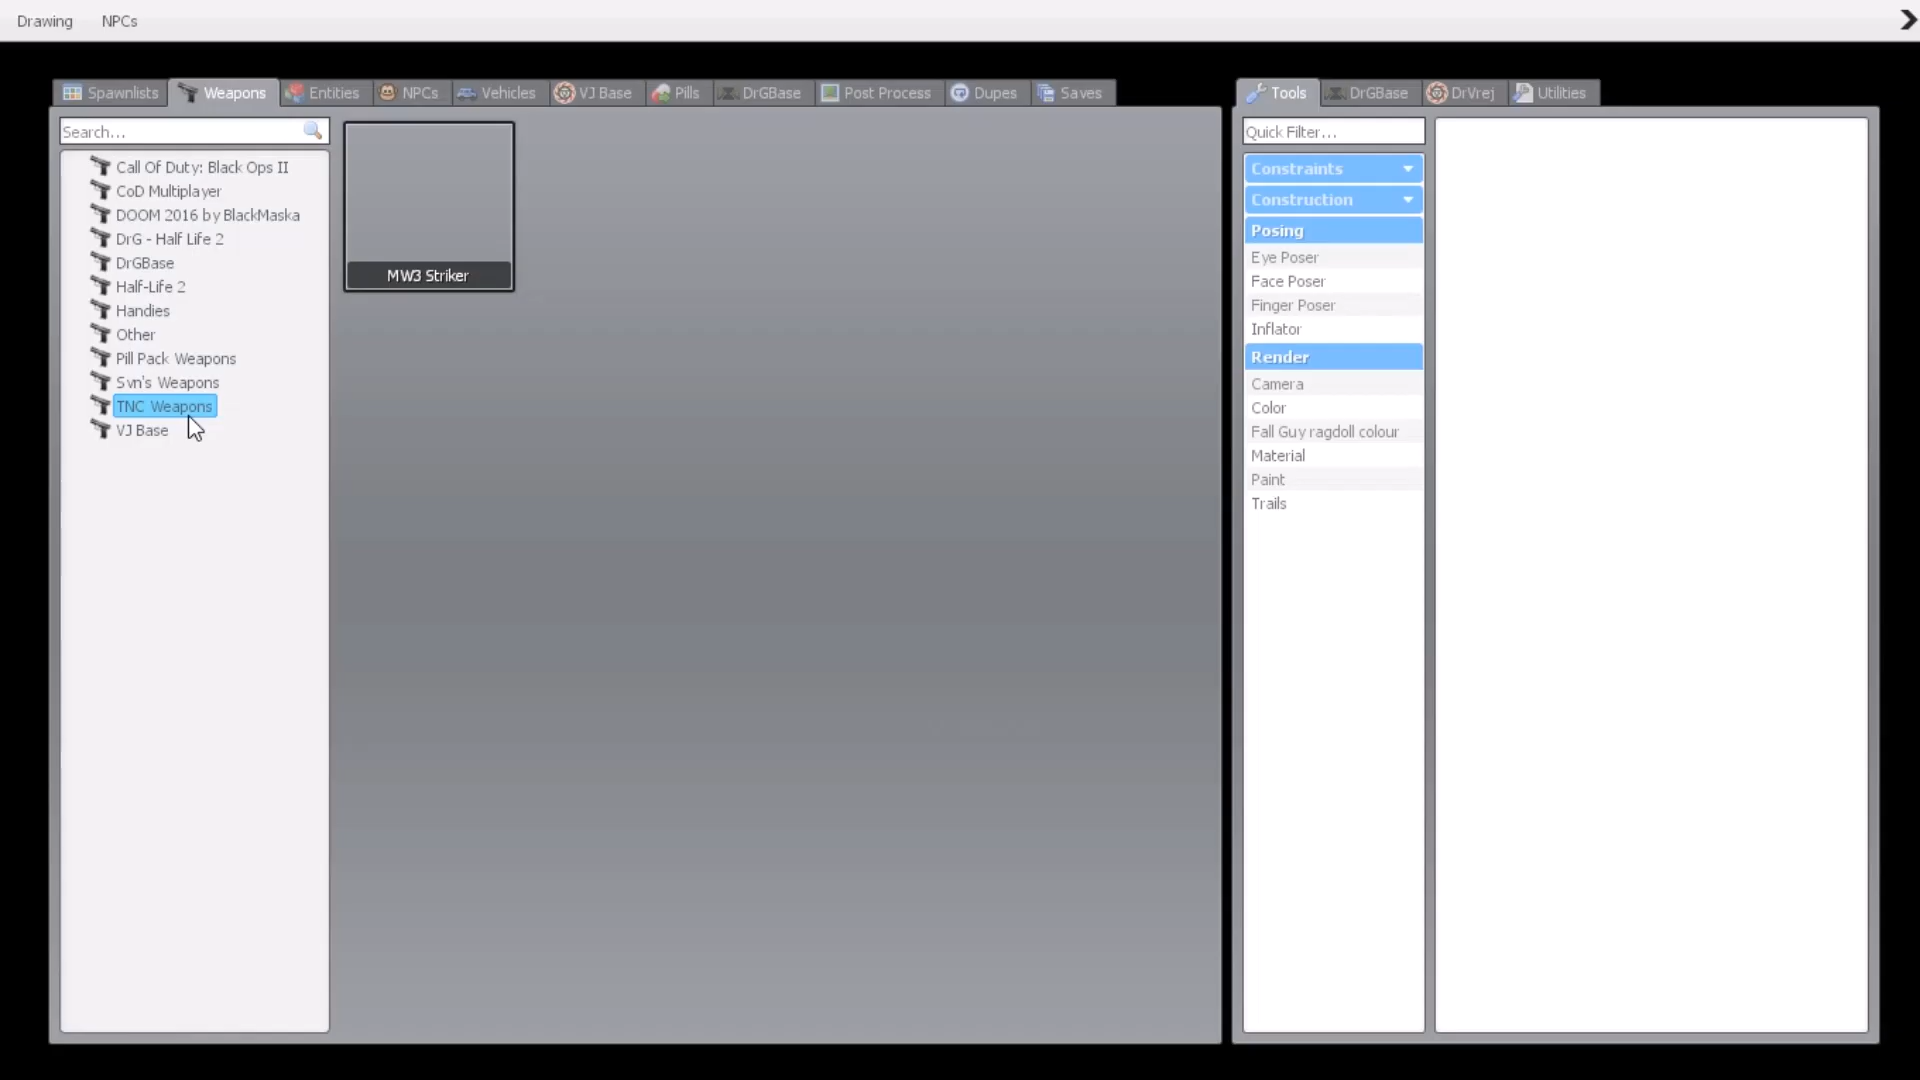 Drawing NPCs
Spawnlists Weapons Entities NPCs Vehicles VJ Base Pills DrGBase Post Process Dupes Saves
Tools DrGBase DrVrej Utilities
Search...
Call Of Duty: Black Ops II
CoD Multiplayer
DOOM 2016 by BlackMaska
DrG - Half Life 2
DrGBase
Half-Life 2
Handies
Other
Pill Pack Weapons
Svn's Weapons
TNC Weapons
VJ Base
MW3 Striker
Quick Filter...
Constraints
Construction
Posing
Eye Poser
Face Poser
Finger Poser
Inflator
Render
Camera
Color
Fall Guy ragdoll colour
Material
Paint
Trails